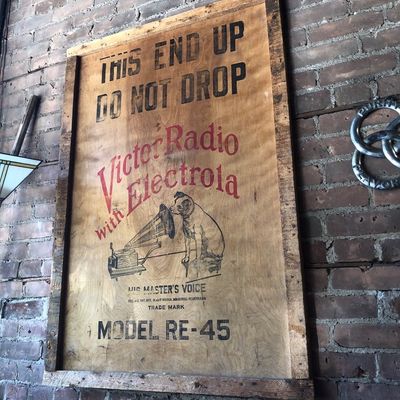 THIS END UP
DO NOT DROP
Victor Radio
with Electrola
HIS MASTER'S VOICE
TRADE MARK
MODEL RE-45